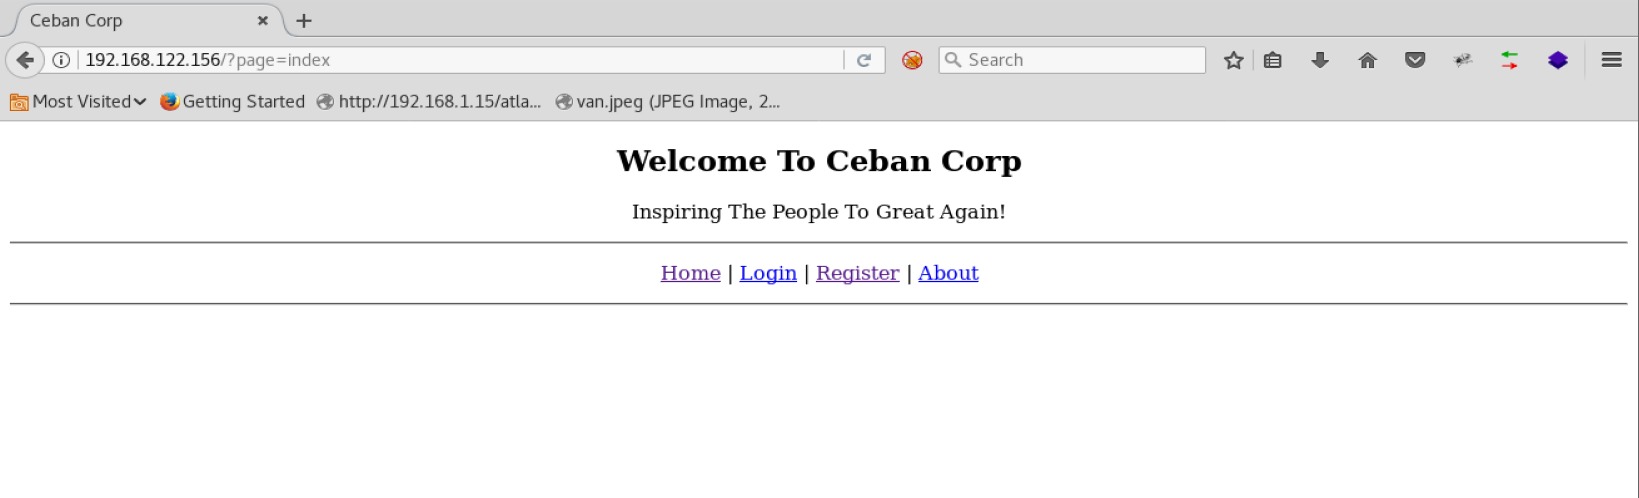 Ceban Corp
192.168.122.156/?page=index
Search
Most Visited Getting Started http://192.168.1.15/atla... van.jpeg (JPEG Image, 2...
Welcome To Ceban Corp
Inspiring The People To Great Again!
Home | Login | Register | About